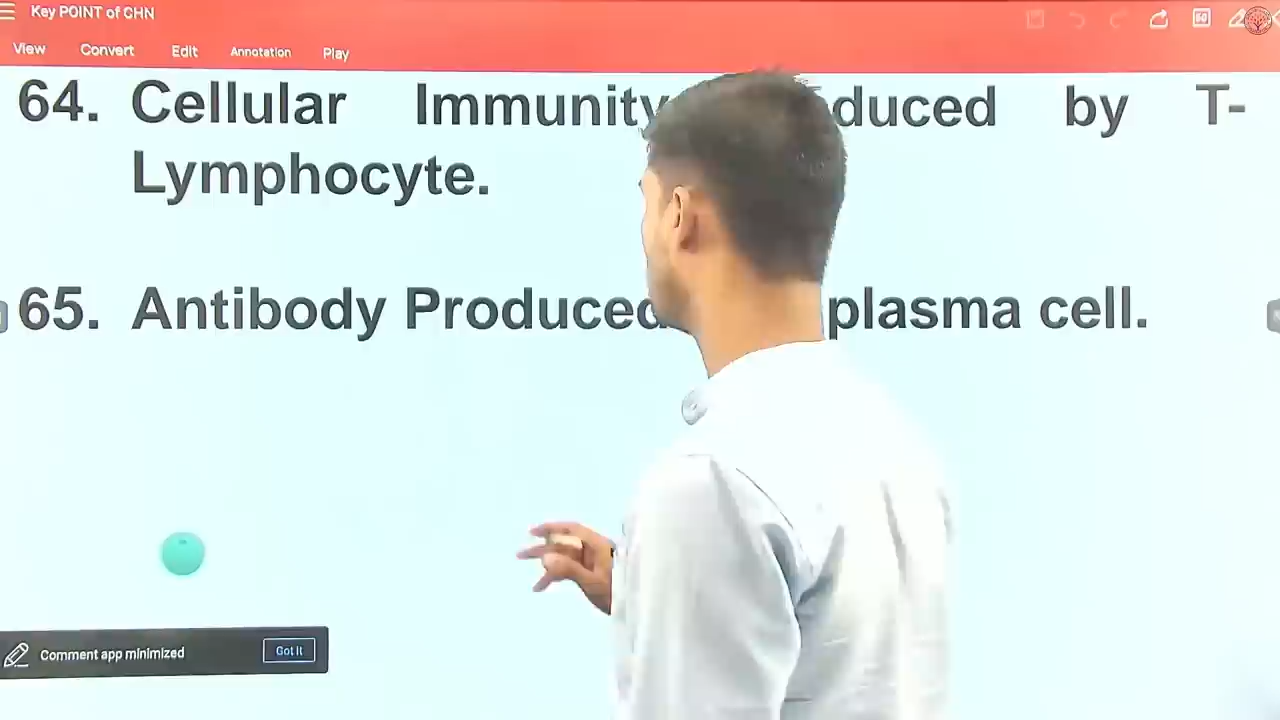 Key POINT of CHN
View Convert Edit Annotation Play
64. Cellular Immunity duced by T-
Lymphocyte.
65. Antibody Produced plasma cell.
Comment app minimized Got It